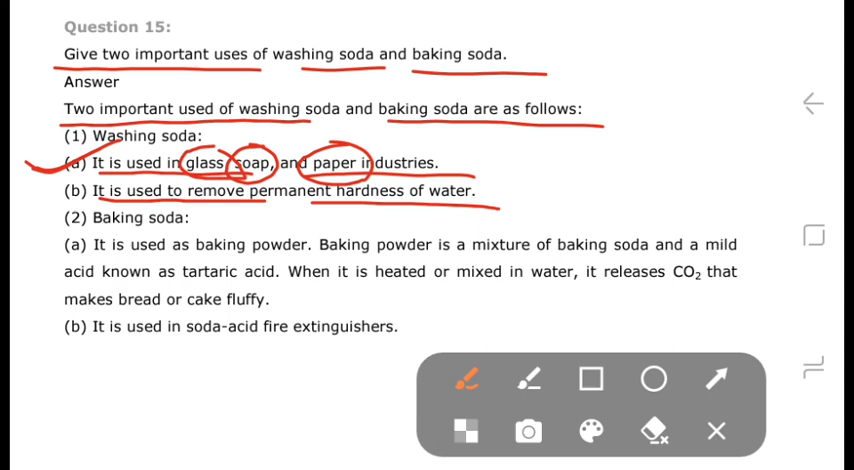 Question 15:
Give two important uses of washing soda and baking soda.
Answer
Two important used of washing soda and baking soda are as follows:
(1) Washing soda:
(a) It is used in glass, soap, and paper industries.
(b) It is used to remove permanent hardness of water.
(2) Baking soda:
(a) It is used as baking powder. Baking powder is a mixture of baking soda and a mild
acid known as tartaric acid. When it is heated or mixed in water, it releases CO₂ that
makes bread or cake fluffy.
(b) It is used in soda-acid fire extinguishers.